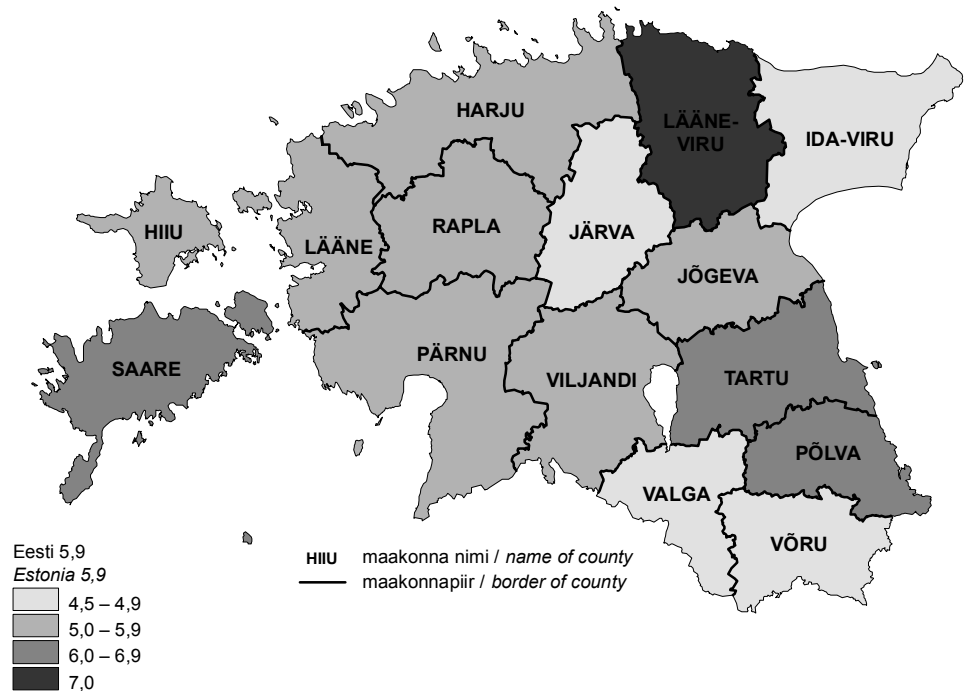 HARJU
LÄÄNE-
VIRU
IDA-VIRU
HIIU
LÄÄNE
RAPLA
JÄRVA
JÕGEVA
SAARE
PÄRNU
VILJANDI
TARTU
PÕLVA
VALGA
VÕRU
Eesti 5,9
Estonia 5,9
4,5 – 4,9
5,0 – 5,9
6,0 – 6,9
7,0
HIIU maakonna nimi / name of county
maakonnapiir / border of county